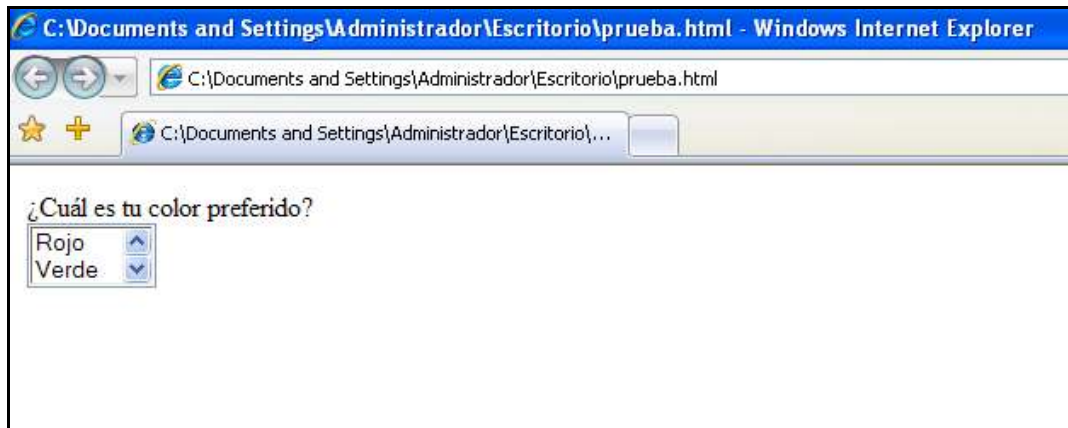 C:\Documents and Settings\Administrador\Escritorio\prueba.html - Windows Internet Explorer
C:\Documents and Settings\Administrador\Escritorio\prueba.html
C:\Documents and Settings\Administrador\Escritorio\...
¿Cuál es tu color preferido?
Rojo
Verde